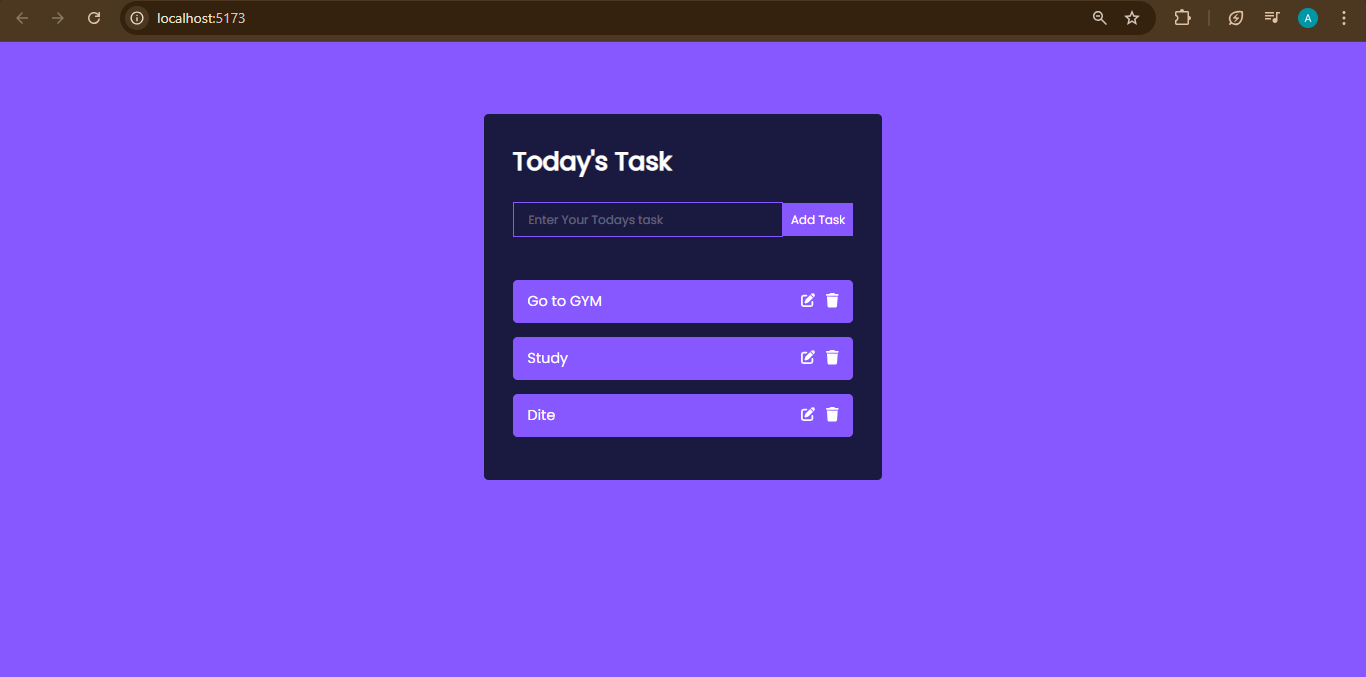 localhost:5173
A
Today's Task
Enter Your Todays task
Add Task
Go to GYM
Study
Dite